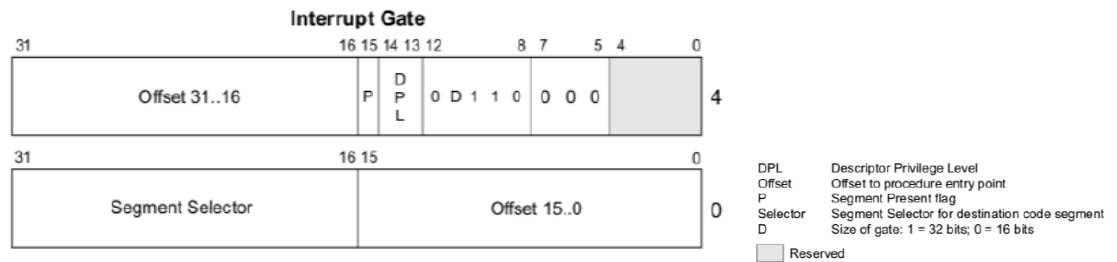 Interrupt Gate
31 16 15 14 13 12 8 7 5 4 0
Offset 31..16 P DPL 0 D 1 1 0 0 0 0 4
31 16 15 0
Segment Selector Offset 15..0 0
DPL Descriptor Privilege Level
Offset Offset to procedure entry point
P Segment Present flag
Selector Segment Selector for destination code segment
D Size of gate: 1 = 32 bits; 0 = 16 bits
Reserved